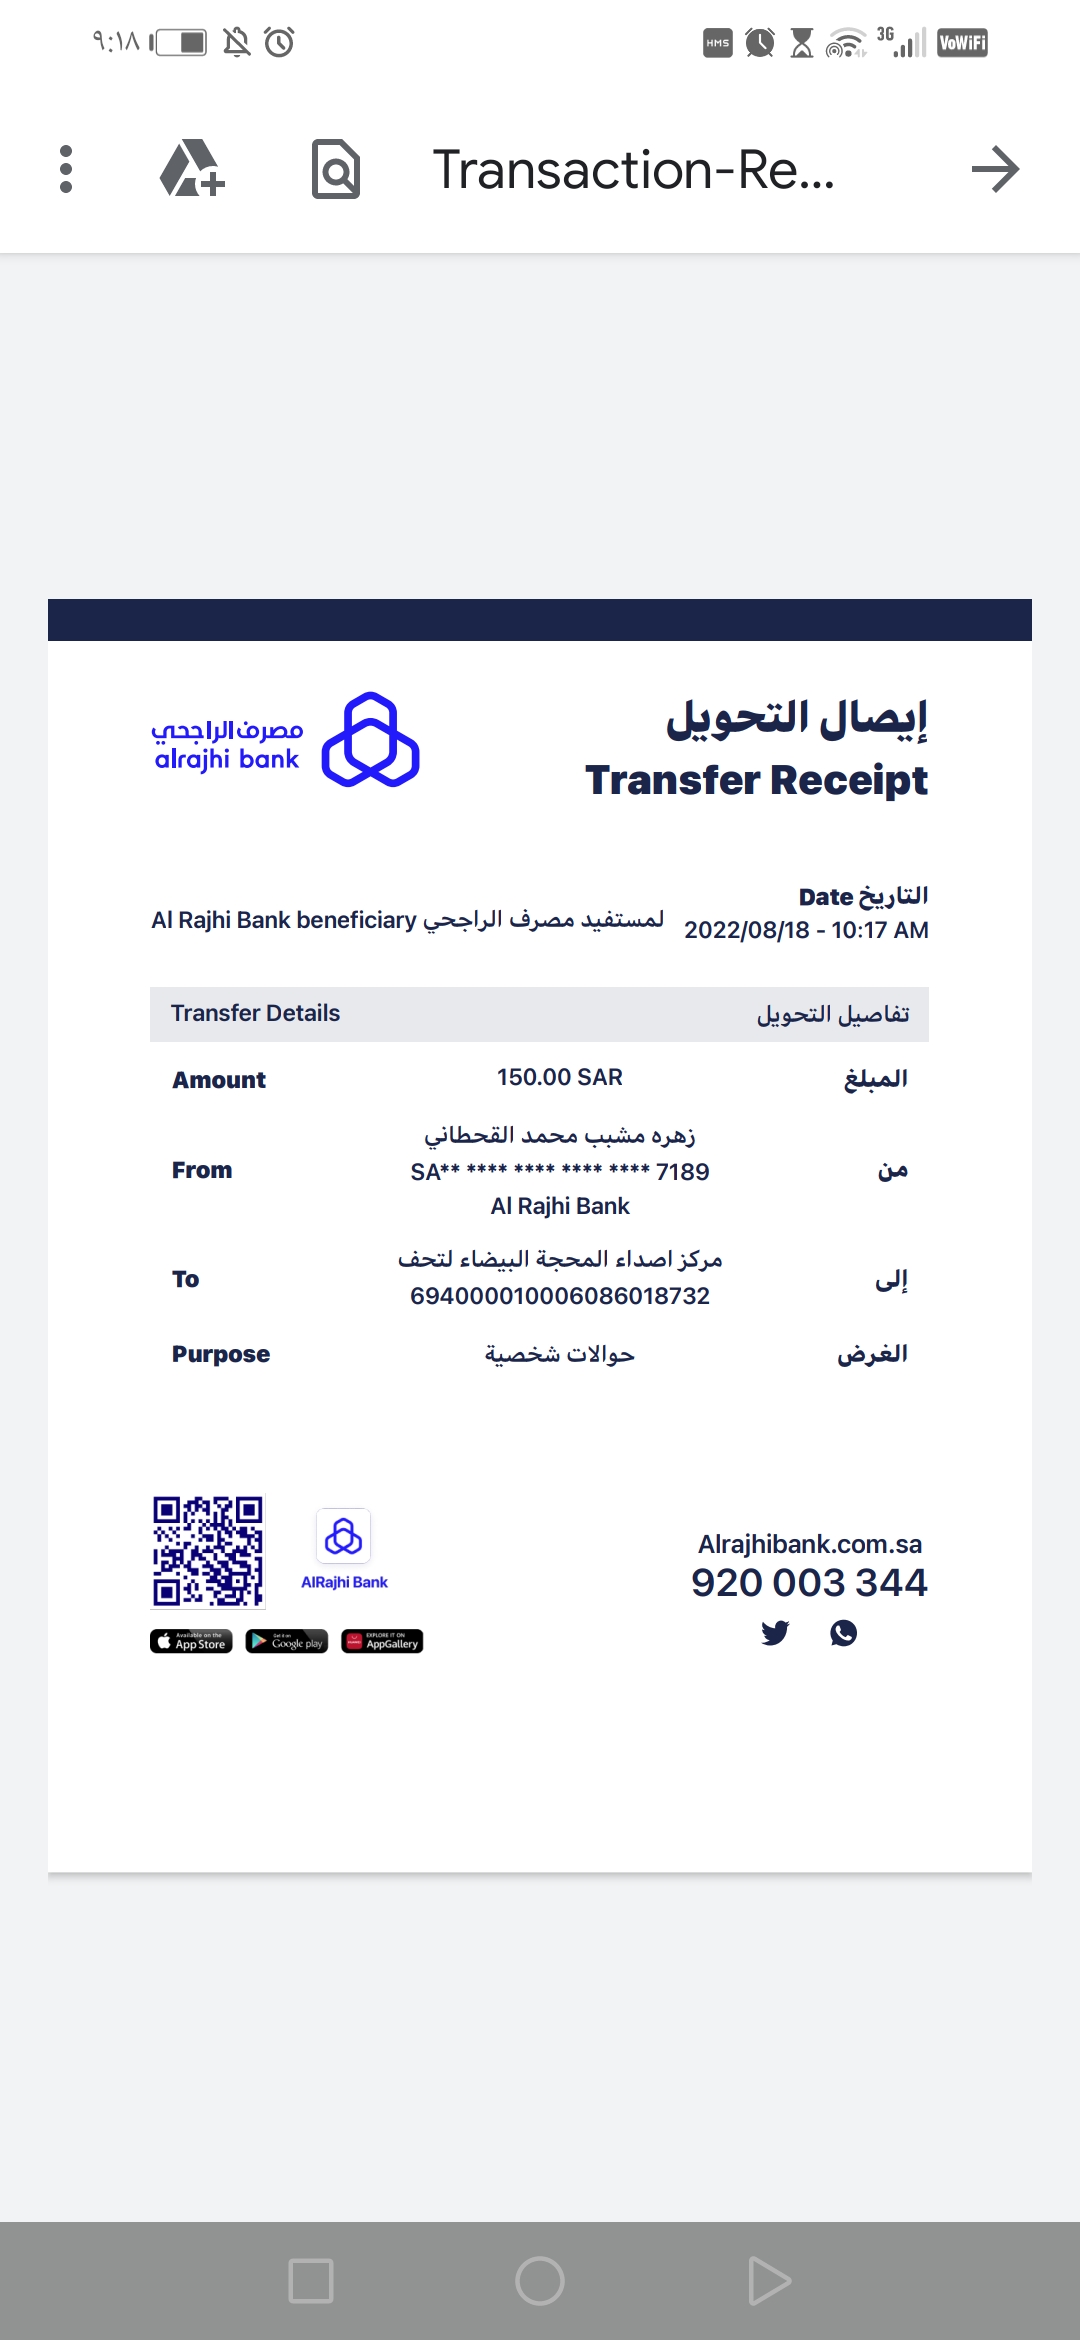 ٩:١٨
HMS
3G
VoWiFi
Transaction-Re...
مصرف الراجحي
alrajhi bank
إيصال التحويل
Transfer Receipt
التاريخ Date
2022/08/18 - 10:17 AM
لمستفيد مصرف الراجحي Al Rajhi Bank beneficiary
Transfer Details تفاصيل التحويل
Amount 150.00 SAR المبلغ
زهره مشبب محمد القحطاني
From SA** **** **** **** **** 7189 من
Al Rajhi Bank
مركز اصداء المحجة البيضاء لتحف
To إلى
694000010006086018732
Purpose حوالات شخصية الغرض
AlRajhi Bank
Available on the App Store
Get it on Google play
EXPLORE IT ON AppGallery
Alrajhibank.com.sa
920 003 344